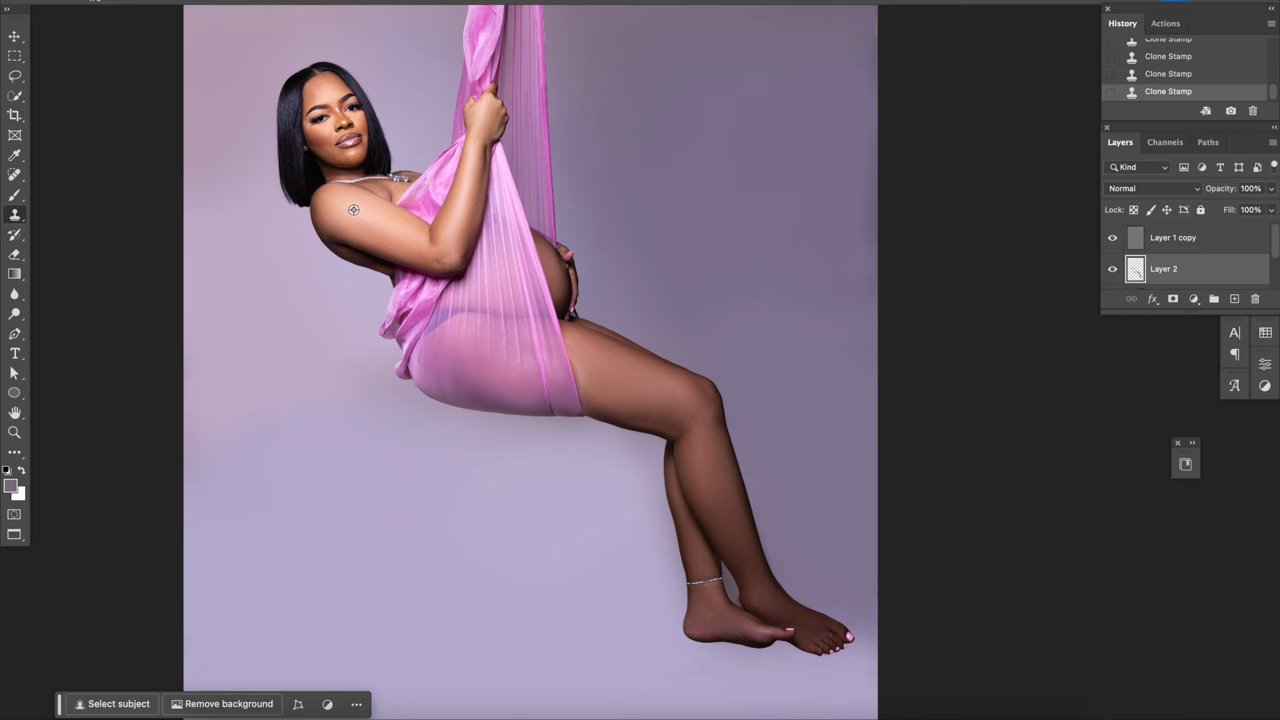 History Actions
Clone Stamp
Clone Stamp
Clone Stamp
Clone Stamp
Layers Channels Paths
Kind
Normal Opacity: 100%
Lock: Fill: 100%
Layer 1 copy
Layer 2
Select subject Remove background